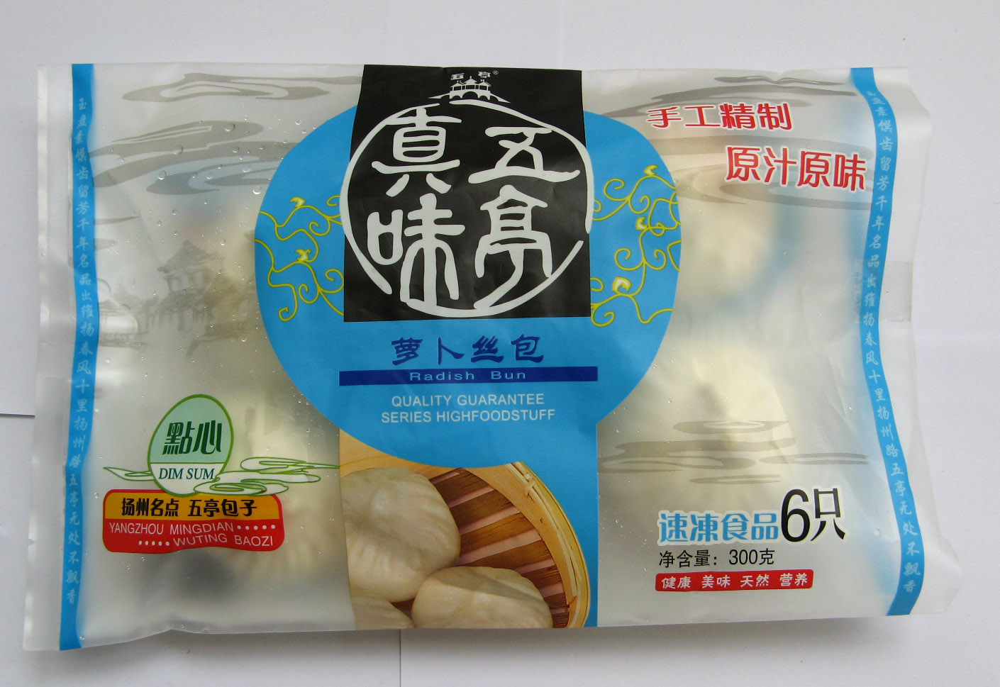 五亭®
五亭
真味
手工精制
原汁原味
萝卜丝包
Radish Bun
QUALITY GUARANTEE
SERIES HIGHFOODSTUFF
點心
DIM SUM
扬州名点 五亭包子
YANGZHOU MINGDIAN·····
·····WUTING BAOZI
速冻食品6只
净含量：300克
健康 美味 天然 营养
玉盘素馔齿留芳千年名品出维扬春风十里扬州路五亭无处不飘香
盘素馔齿留芳千年名品出维扬春风十里扬州路五亭无处不飘香